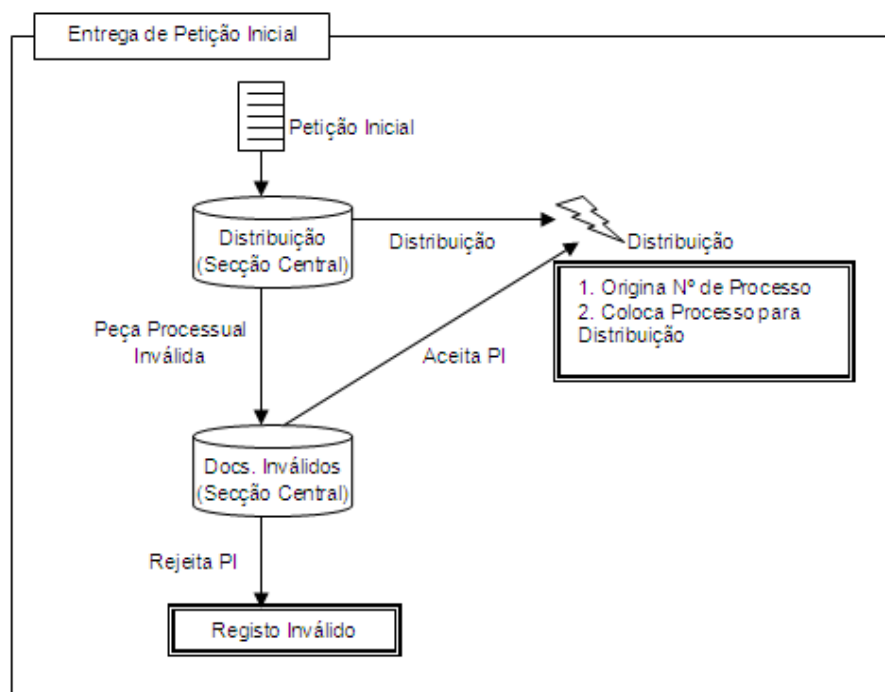 Entrega de Petição Inicial
Petição Inicial
Distribuição
(Secção Central)
Distribuição
Distribuição
1. Origina Nº de Processo
2. Coloca Processo para
Distribuição
Peça Processual
Inválida
Aceita PI
Docs. Inválidos
(Secção Central)
Rejeita PI
Registo Inválido